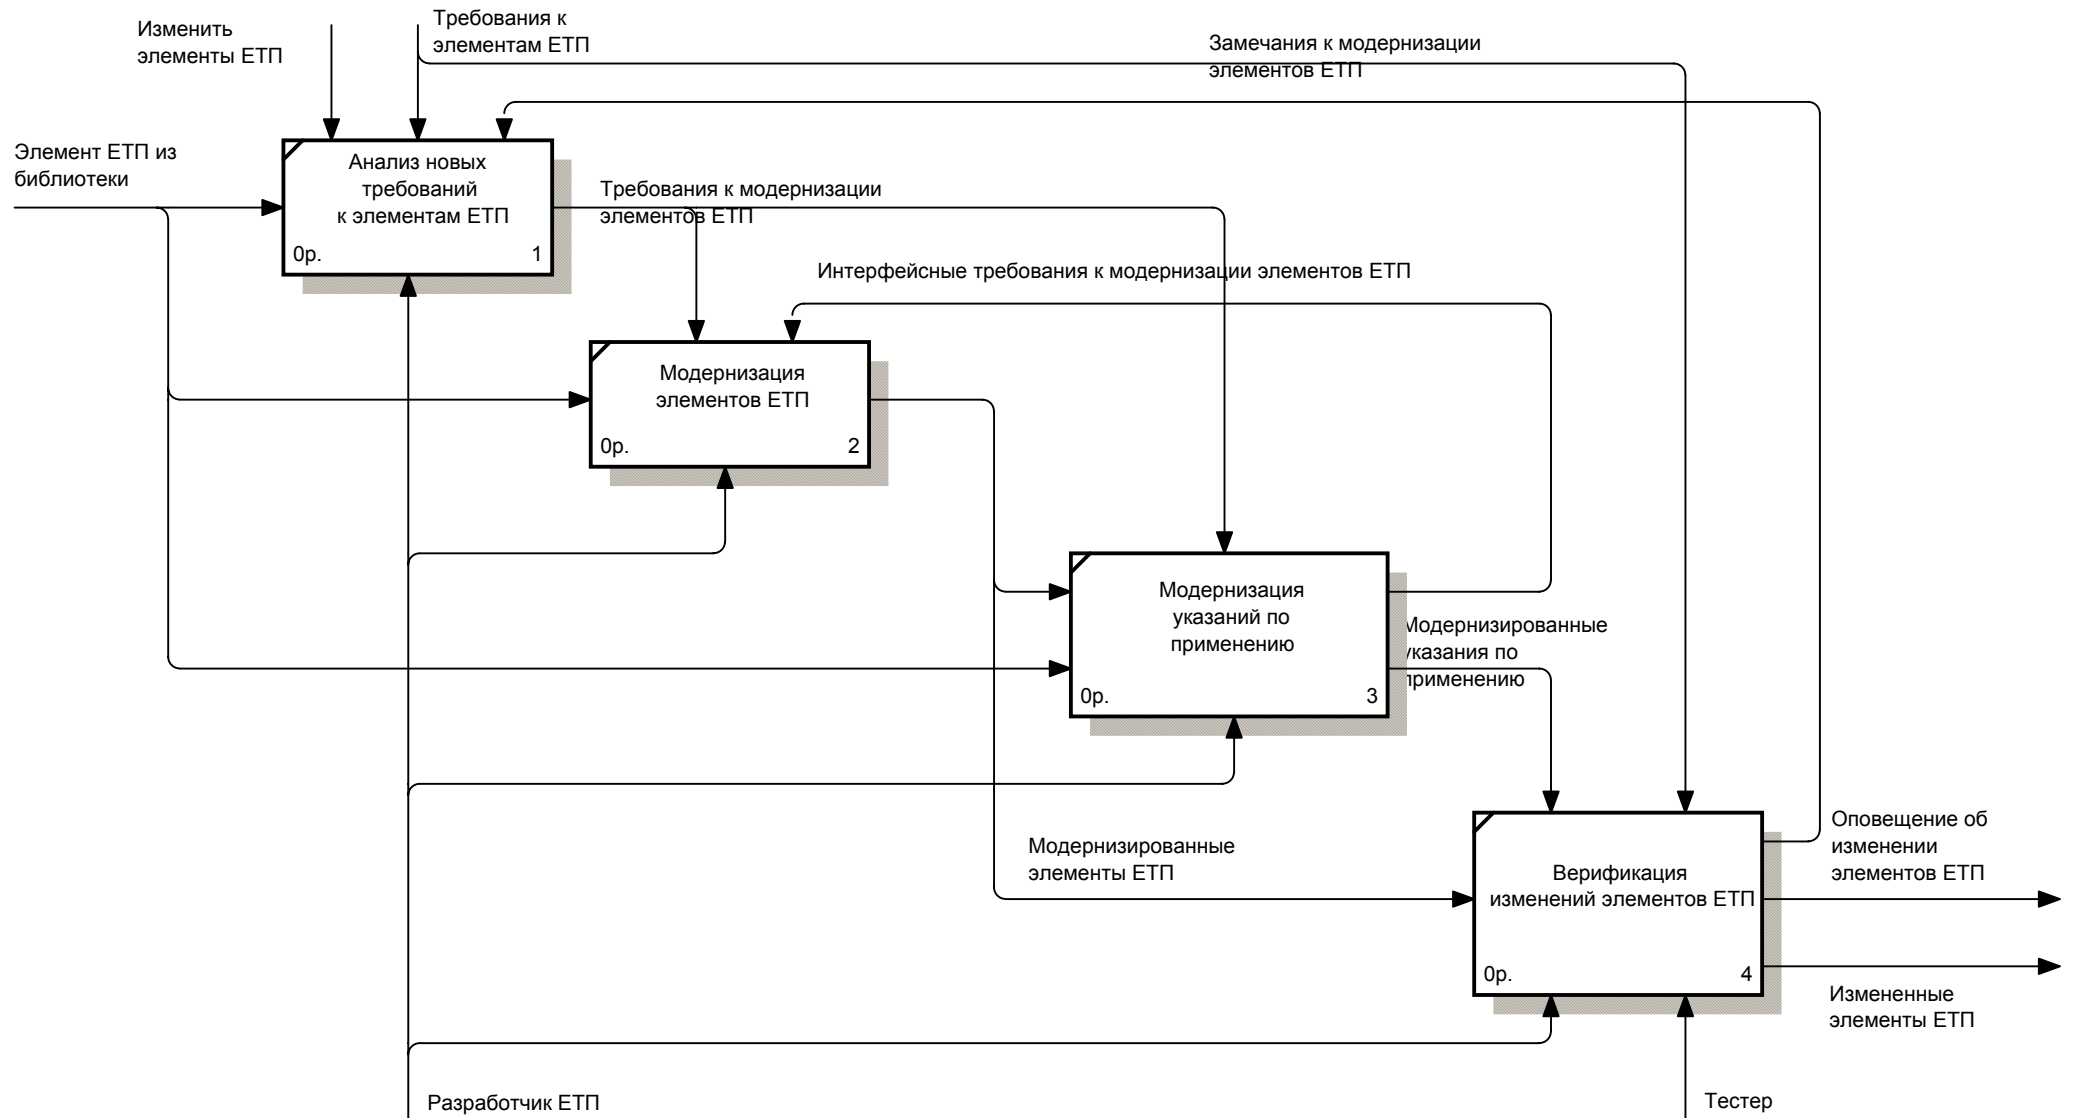 Изменить
элементы ЕТП
Требования к
элементам ЕТП
Замечания к модернизации
элементов ЕТП
Элемент ЕТП из
библиотеки
Анализ новых
требований
к элементам ЕТП
0р.
1
Требования к модернизации
элементов ЕТП
Интерфейсные требования к модернизации элементов ЕТП
Модернизация
элементов ЕТП
0р.
2
Модернизация
указаний по
применению
0р.
3
Модернизированные
указания по
применению
Модернизированные
элементы ЕТП
Верификация
изменений элементов ЕТП
0р.
4
Оповещение об
изменении
элементов ЕТП
Измененные
элементы ЕТП
Разработчик ЕТП
Тестер